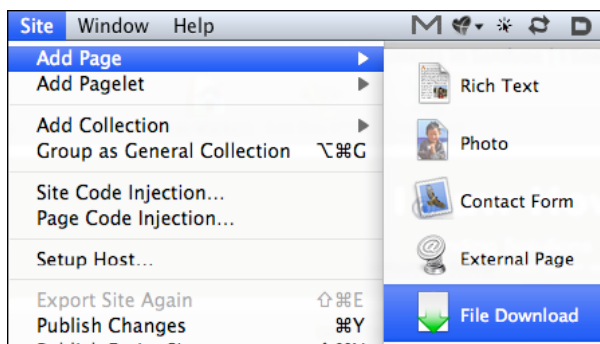 Site Window Help
Add Page
Add Pagelet
Add Collection
Group as General Collection ⌥⌘G
Site Code Injection...
Page Code Injection...
Setup Host...
Export Site Again ⇧⌘E
Publish Changes ⌘Y
Rich Text
Photo
Contact Form
External Page
File Download